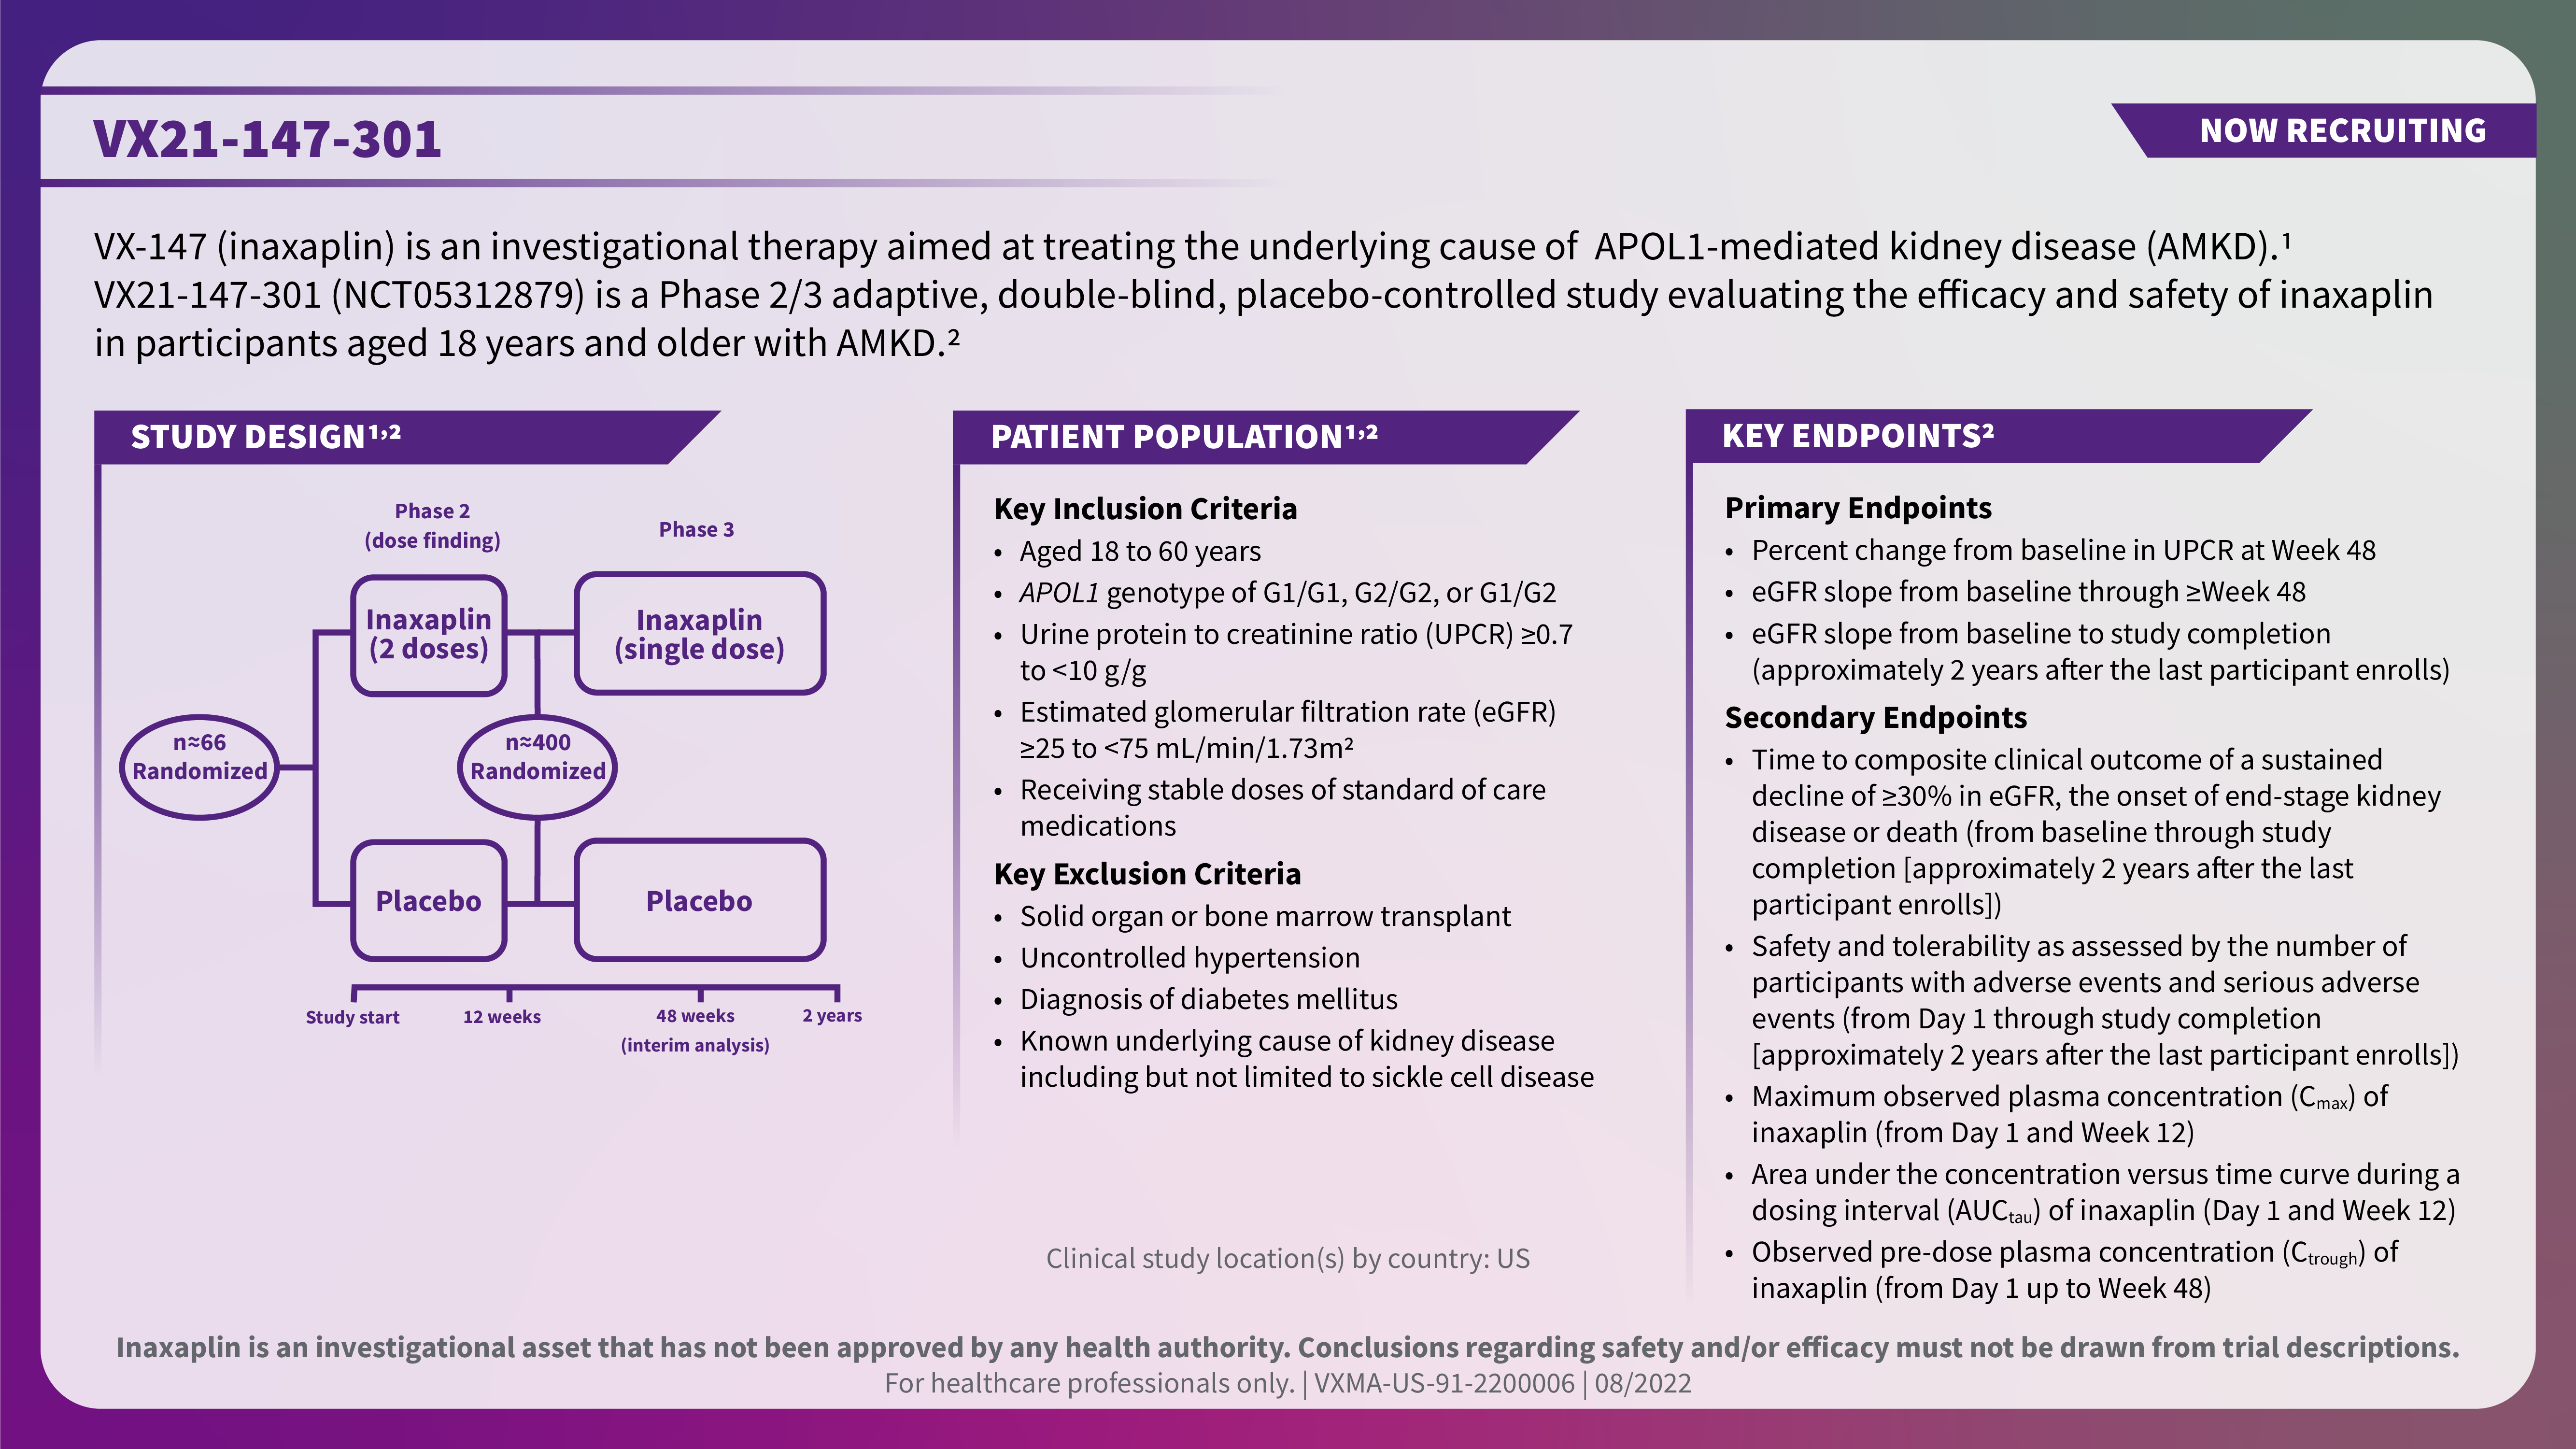 VX21-147-301
NOW RECRUITING
VX-147 (inaxaplin) is an investigational therapy aimed at treating the underlying cause of APOL1-mediated kidney disease (AMKD).¹
VX21-147-301 (NCT05312879) is a Phase 2/3 adaptive, double-blind, placebo-controlled study evaluating the efficacy and safety of inaxaplin
in participants aged 18 years and older with AMKD.²
STUDY DESIGN¹,²
Phase 2
(dose finding)
Phase 3
Inaxaplin
(2 doses)
Inaxaplin
(single dose)
n≈66
Randomized
n≈400
Randomized
Placebo
Placebo
Study start
12 weeks
48 weeks
(interim analysis)
2 years
PATIENT POPULATION¹,²
Key Inclusion Criteria
• Aged 18 to 60 years
• APOL1 genotype of G1/G1, G2/G2, or G1/G2
• Urine protein to creatinine ratio (UPCR) ≥0.7
to <10 g/g
• Estimated glomerular filtration rate (eGFR)
≥25 to <75 mL/min/1.73m²
• Receiving stable doses of standard of care
medications
Key Exclusion Criteria
• Solid organ or bone marrow transplant
• Uncontrolled hypertension
• Diagnosis of diabetes mellitus
• Known underlying cause of kidney disease
including but not limited to sickle cell disease
Clinical study location(s) by country: US
KEY ENDPOINTS²
Primary Endpoints
• Percent change from baseline in UPCR at Week 48
• eGFR slope from baseline through ≥Week 48
• eGFR slope from baseline to study completion
(approximately 2 years after the last participant enrolls)
Secondary Endpoints
• Time to composite clinical outcome of a sustained
decline of ≥30% in eGFR, the onset of end-stage kidney
disease or death (from baseline through study
completion [approximately 2 years after the last
participant enrolls])
• Safety and tolerability as assessed by the number of
participants with adverse events and serious adverse
events (from Day 1 through study completion
[approximately 2 years after the last participant enrolls])
• Maximum observed plasma concentration (Cmax) of
inaxaplin (from Day 1 and Week 12)
• Area under the concentration versus time curve during a
dosing interval (AUCtau) of inaxaplin (Day 1 and Week 12)
• Observed pre-dose plasma concentration (Ctrough) of
inaxaplin (from Day 1 up to Week 48)
Inaxaplin is an investigational asset that has not been approved by any health authority. Conclusions regarding safety and/or efficacy must not be drawn from trial descriptions.
For healthcare professionals only. | VXMA-US-91-2200006 | 08/2022